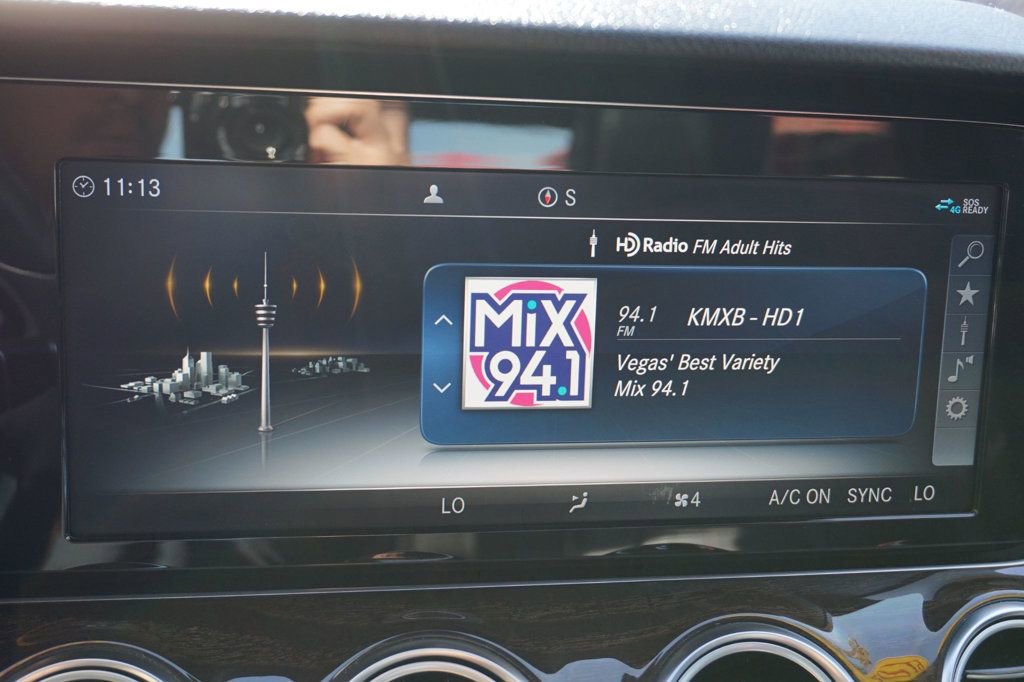 11:13
S
4G SOS READY
HD Radio FM Adult Hits
MiX
94.1
94.1 KMXB - HD1
FM
Vegas' Best Variety
Mix 94.1
LO 4 A/C ON SYNC LO